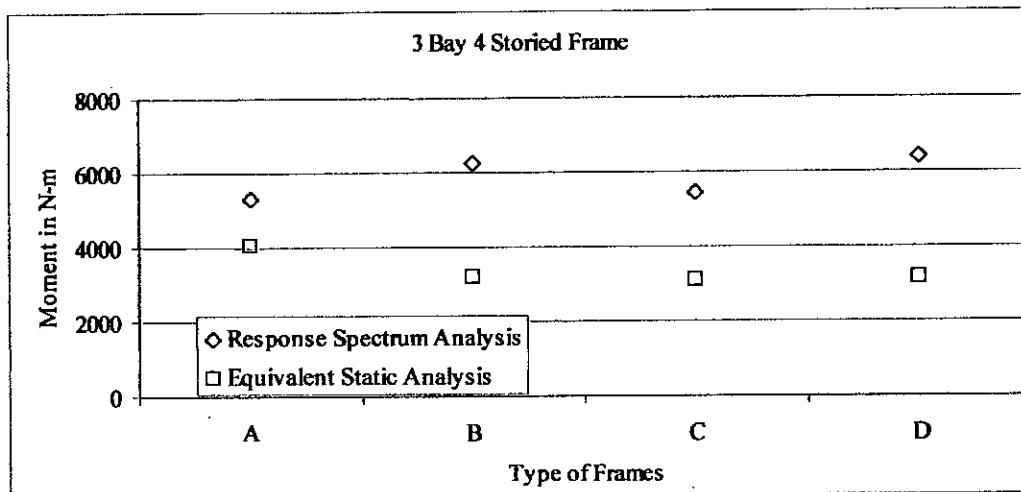 3 Bay 4 Storied Frame
8000
6000
4000
2000
0
Moment in N-m
Response Spectrum Analysis
Equivalent Static Analysis
A B C D
Type of Frames